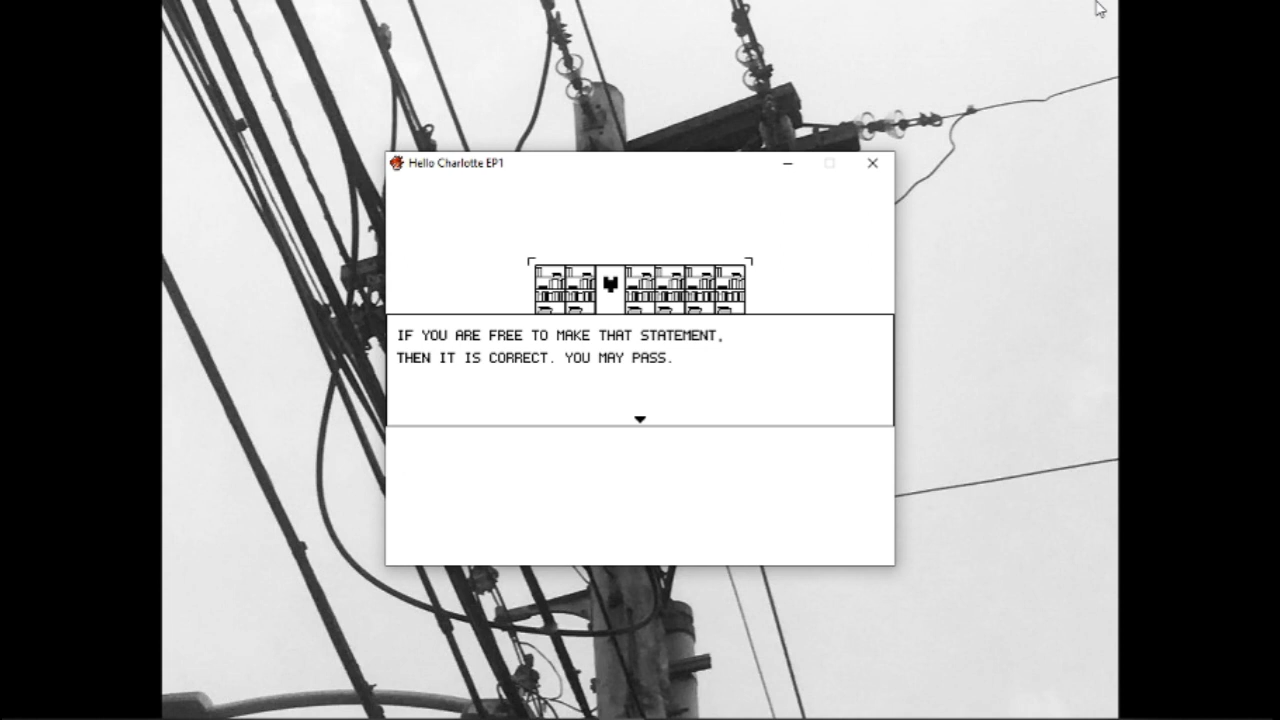 Hello Charlotte EP1
IF YOU ARE FREE TO MAKE THAT STATEMENT,
THEN IT IS CORRECT. YOU MAY PASS.